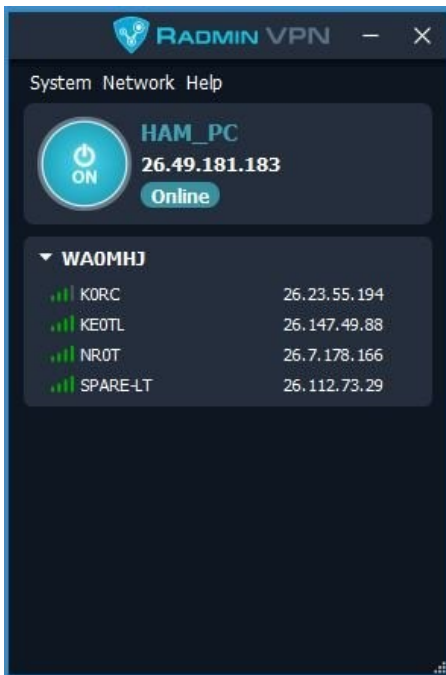 RADMIN VPN
System Network Help
HAM_PC
ON
26.49.181.183
Online
WA0MHJ
K0RC 26.23.55.194
KE0TL 26.147.49.88
NR0T 26.7.178.166
SPARE-LT 26.112.73.29